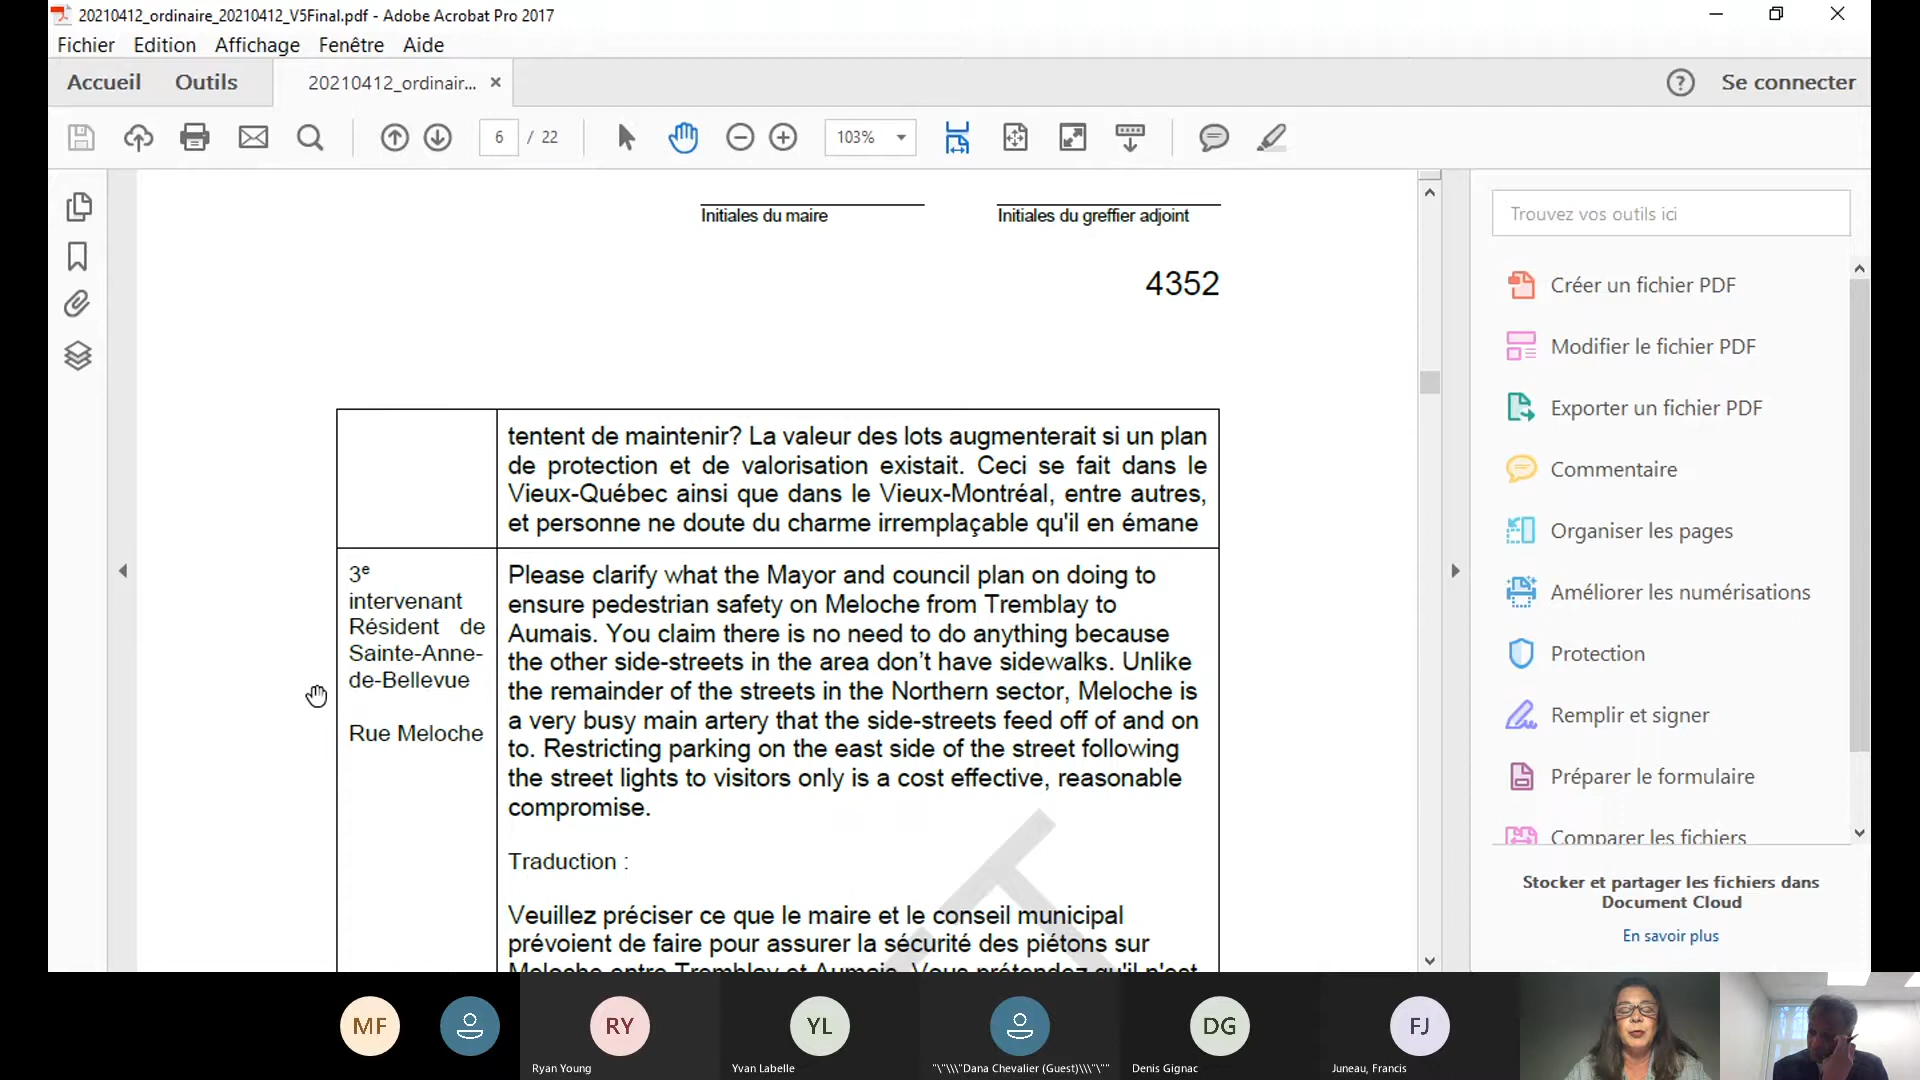 20210412_ordinaire_20210412_V5Final.pdf - Adobe Acrobat Pro 2017
Fichier Edition Affichage Fenêtre Aide
Accueil Outils 20210412_ordinair... × ? Se connecter
6 / 22 103%
Initiales du maire Initiales du greffier adjoint
4352
tentent de maintenir? La valeur des lots augmenterait si un plan
de protection et de valorisation existait. Ceci se fait dans le
Vieux-Québec ainsi que dans le Vieux-Montréal, entre autres,
et personne ne doute du charme irremplaçable qu'il en émane
3e
intervenant
Résident de
Sainte-Anne-
de-Bellevue
Rue Meloche
Please clarify what the Mayor and council plan on doing to
ensure pedestrian safety on Meloche from Tremblay to
Aumais. You claim there is no need to do anything because
the other side-streets in the area don't have sidewalks. Unlike
the remainder of the streets in the Northern sector, Meloche is
a very busy main artery that the side-streets feed off of and on
to. Restricting parking on the east side of the street following
the street lights to visitors only is a cost effective, reasonable
compromise.
Traduction :
Veuillez préciser ce que le maire et le conseil municipal
prévoient de faire pour assurer la sécurité des piétons sur
Meloche entre Tremblay et Aumais. Vous prétendez qu'il n'est
T
Trouvez vos outils ici
Créer un fichier PDF
Modifier le fichier PDF
Exporter un fichier PDF
Commentaire
Organiser les pages
Améliorer les numérisations
Protection
Remplir et signer
Préparer le formulaire
Comparer les fichiers
Stocker et partager les fichiers dans
Document Cloud
En savoir plus
MF RY YL DG FJ
Ryan Young Yvan Labelle "\"\\\"Dana Chevalier (Guest)\\\"\"" Denis Gignac Juneau, Francis